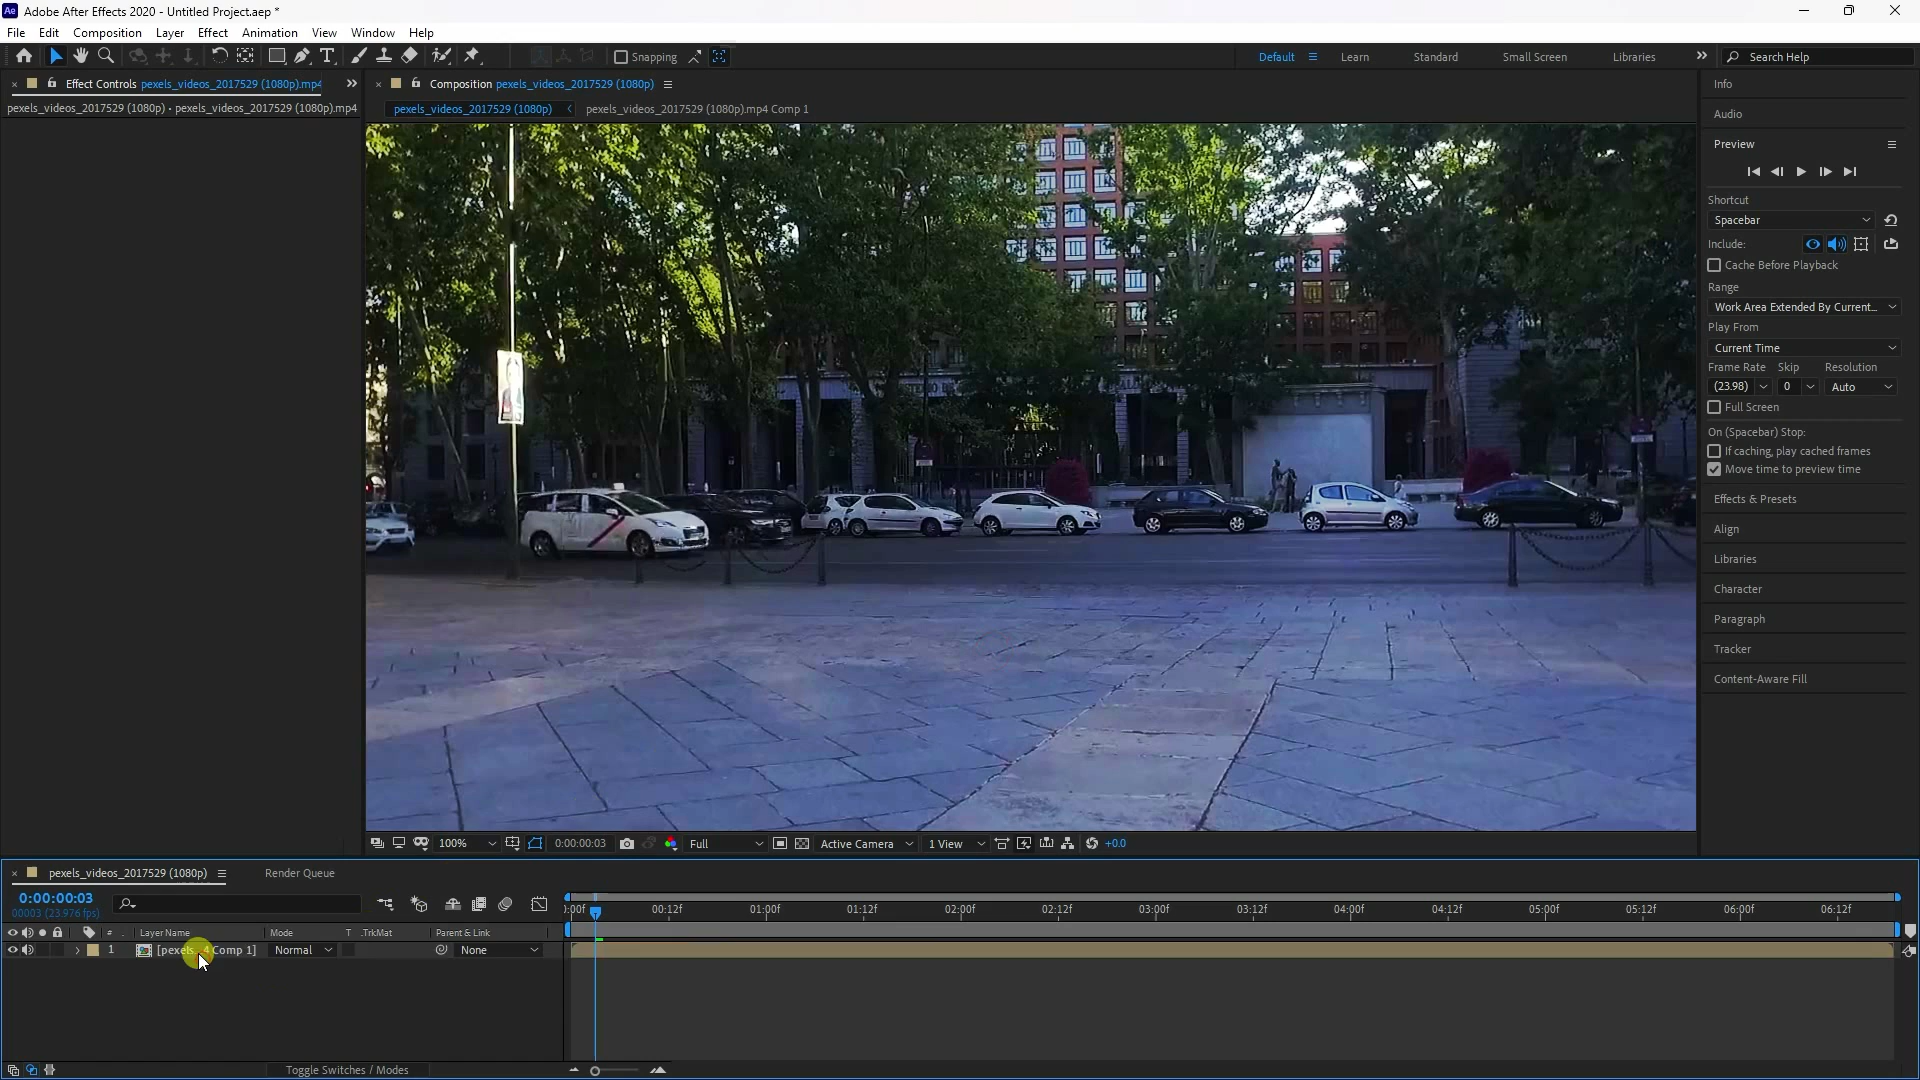 Adobe After Effects 2020 - Untitled Project.aep *
File Edit Composition Layer Effect Animation View Window Help
Snapping Default Learn Standard Small Screen Libraries Search Help
Effect Controls pexels_videos_2017529 (1080p).mp4
pexels_videos_2017529 (1080p) • pexels_videos_2017529 (1080p).mp4
Composition pexels_videos_2017529 (1080p)
pexels_videos_2017529 (1080p) pexels_videos_2017529 (1080p).mp4 Comp 1
Info
Audio
Preview
Shortcut
Spacebar
Include:
Cache Before Playback
Range
Work Area Extended By Current...
Play From
Current Time
Frame Rate Skip Resolution
(23.98) 0 Auto
Full Screen
On (Spacebar) Stop:
If caching, play cached frames
Move time to preview time
Effects & Presets
Align
Libraries
Character
Paragraph
Tracker
Content-Aware Fill
100% 0:00:00:03 Full Active Camera 1 View +0.0
pexels_videos_2017529 (1080p) Render Queue
0:00:00:03
00003 (23.976 fps)
):00f 00:12f 01:00f 01:12f 02:00f 02:12f 03:00f 03:12f 04:00f 04:12f 05:00f 05:12f 06:00f 06:12f
# . Layer Name Mode T .TrkMat Parent & Link
1 [pexels...4 Comp 1] Normal None
Toggle Switches / Modes